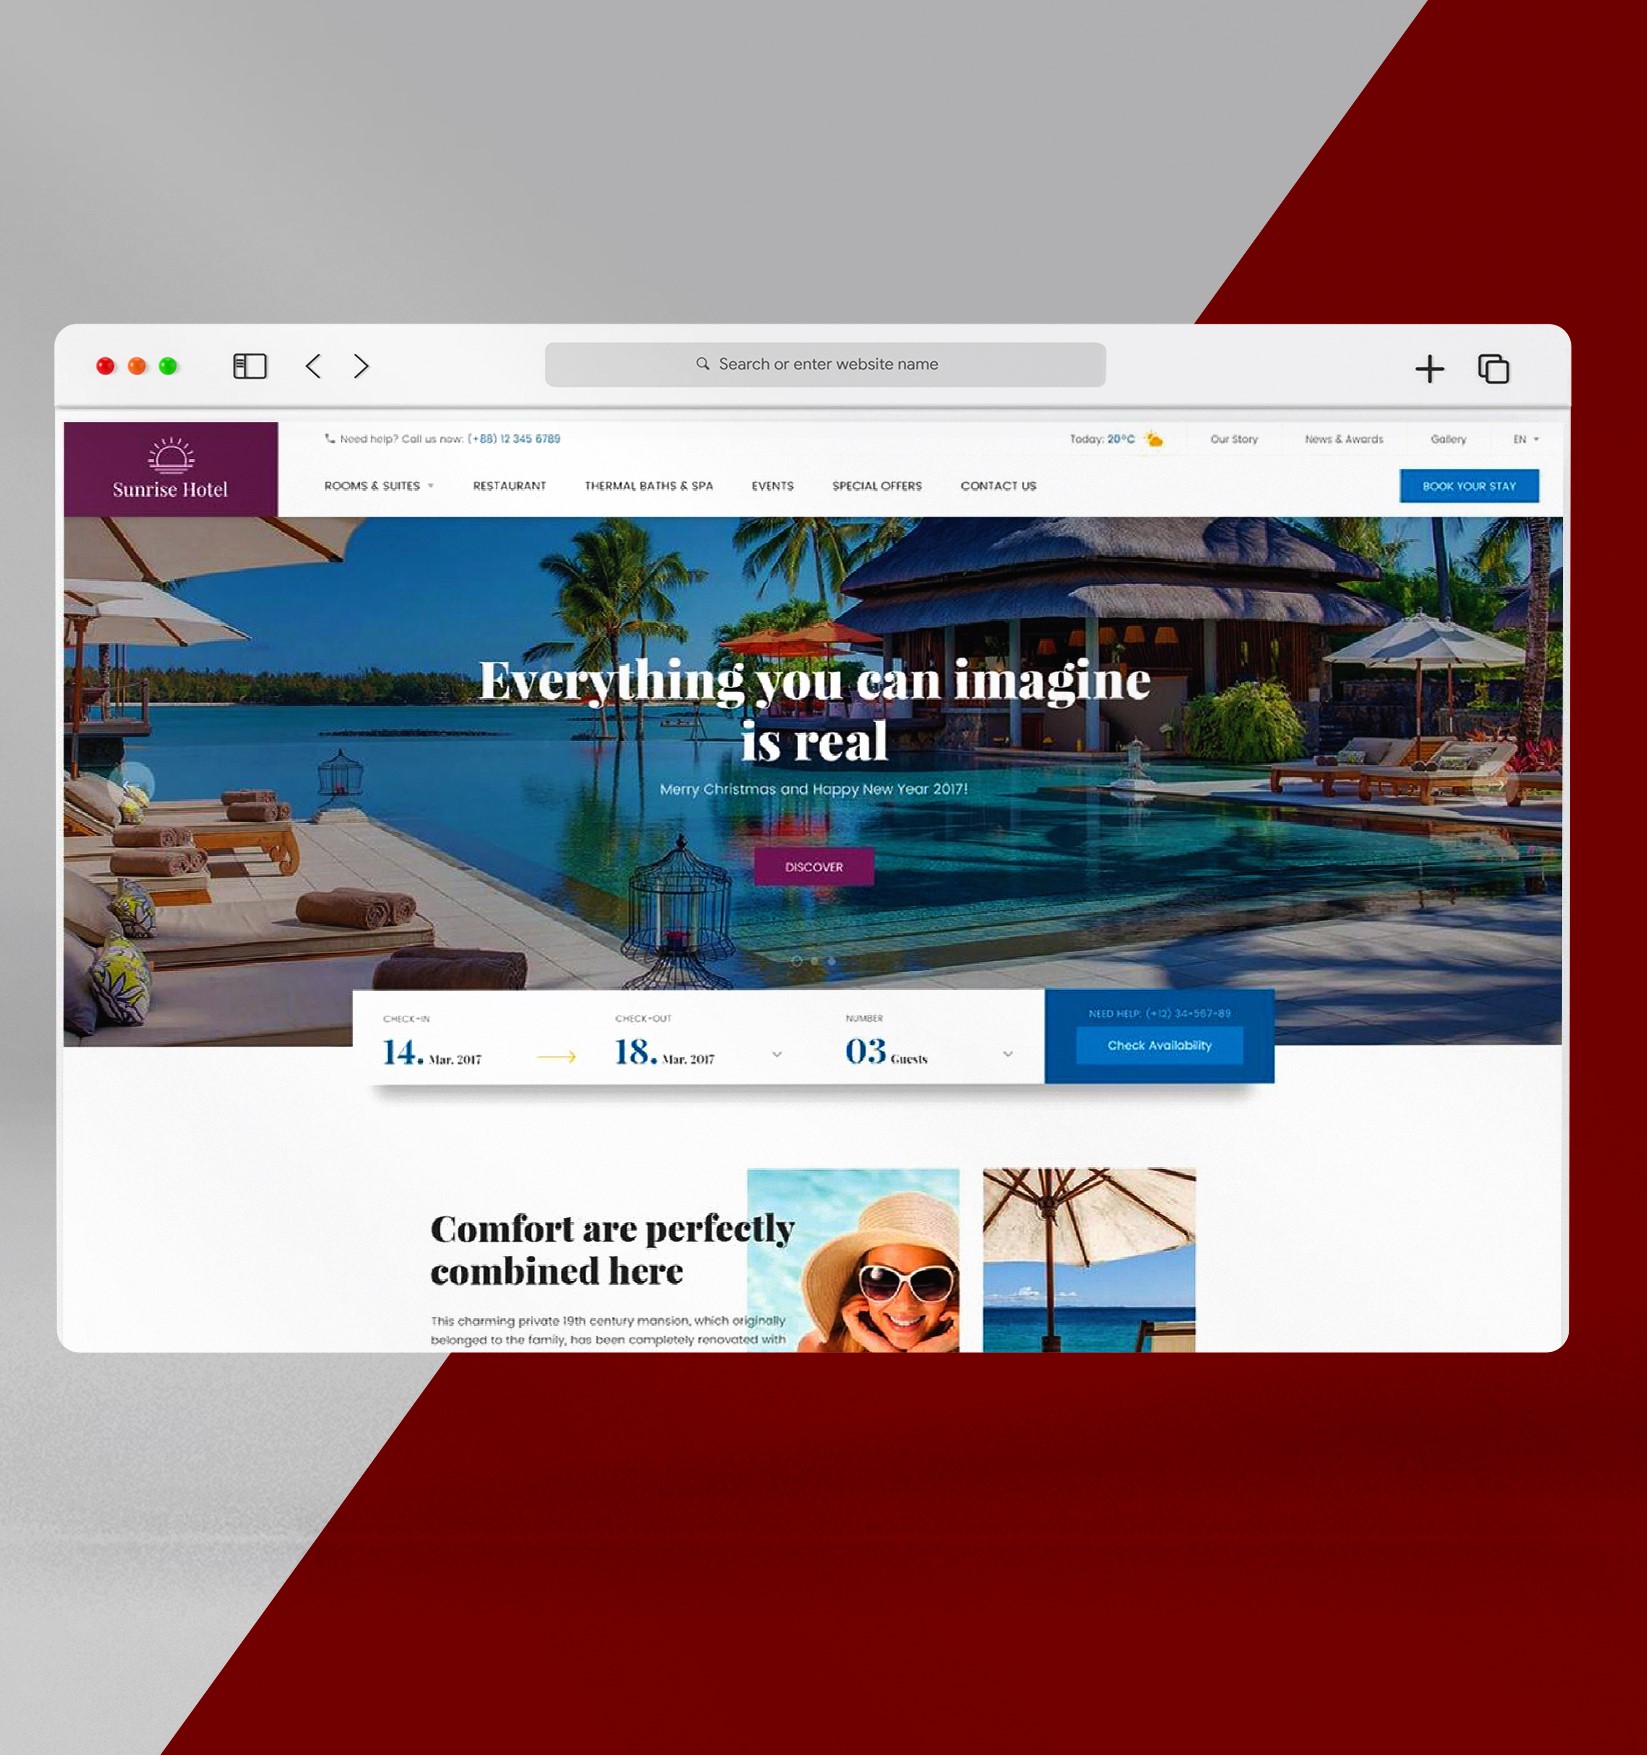 Search or enter website name
Sunrise Hotel
Need help? Call us now: (+88) 12 345 6789
Today: 20°C
Our Story
News & Awards
Gallery
EN
ROOMS & SUITES
RESTAURANT
THERMAL BATHS & SPA
EVENTS
SPECIAL OFFERS
CONTACT US
BOOK YOUR STAY
Everything you can imagine
is real
Merry Christmas and Happy New Year 2017!
DISCOVER
CHECK-IN
14. Mar. 2017
CHECK-OUT
18. Mar. 2017
NUMBER
03 Guests
NEED HELP: (+12) 34-567-89
Check Availability
Comfort are perfectly
combined here
This charming private 19th century mansion, which originally
belonged to the family, has been completely renovated with